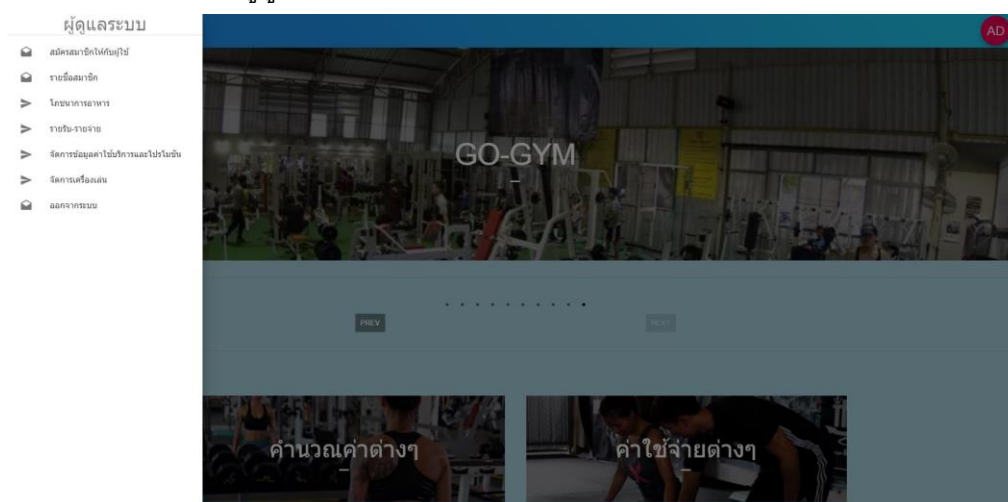 ผู้ดูแลระบบ
สมัครสมาชิกให้กับผู้ใช้
รายชื่อสมาชิก
โภชนาการอาหาร
รายรับ-รายจ่าย
จัดการข้อมูลค่าใช้บริการและโปรโมชัน
จัดการเครื่องเล่น
ออกจากระบบ
AD
GO-GYM
PREV
NEXT
คำนวณค่าต่างๆ
ค่าใช้จ่ายต่างๆ